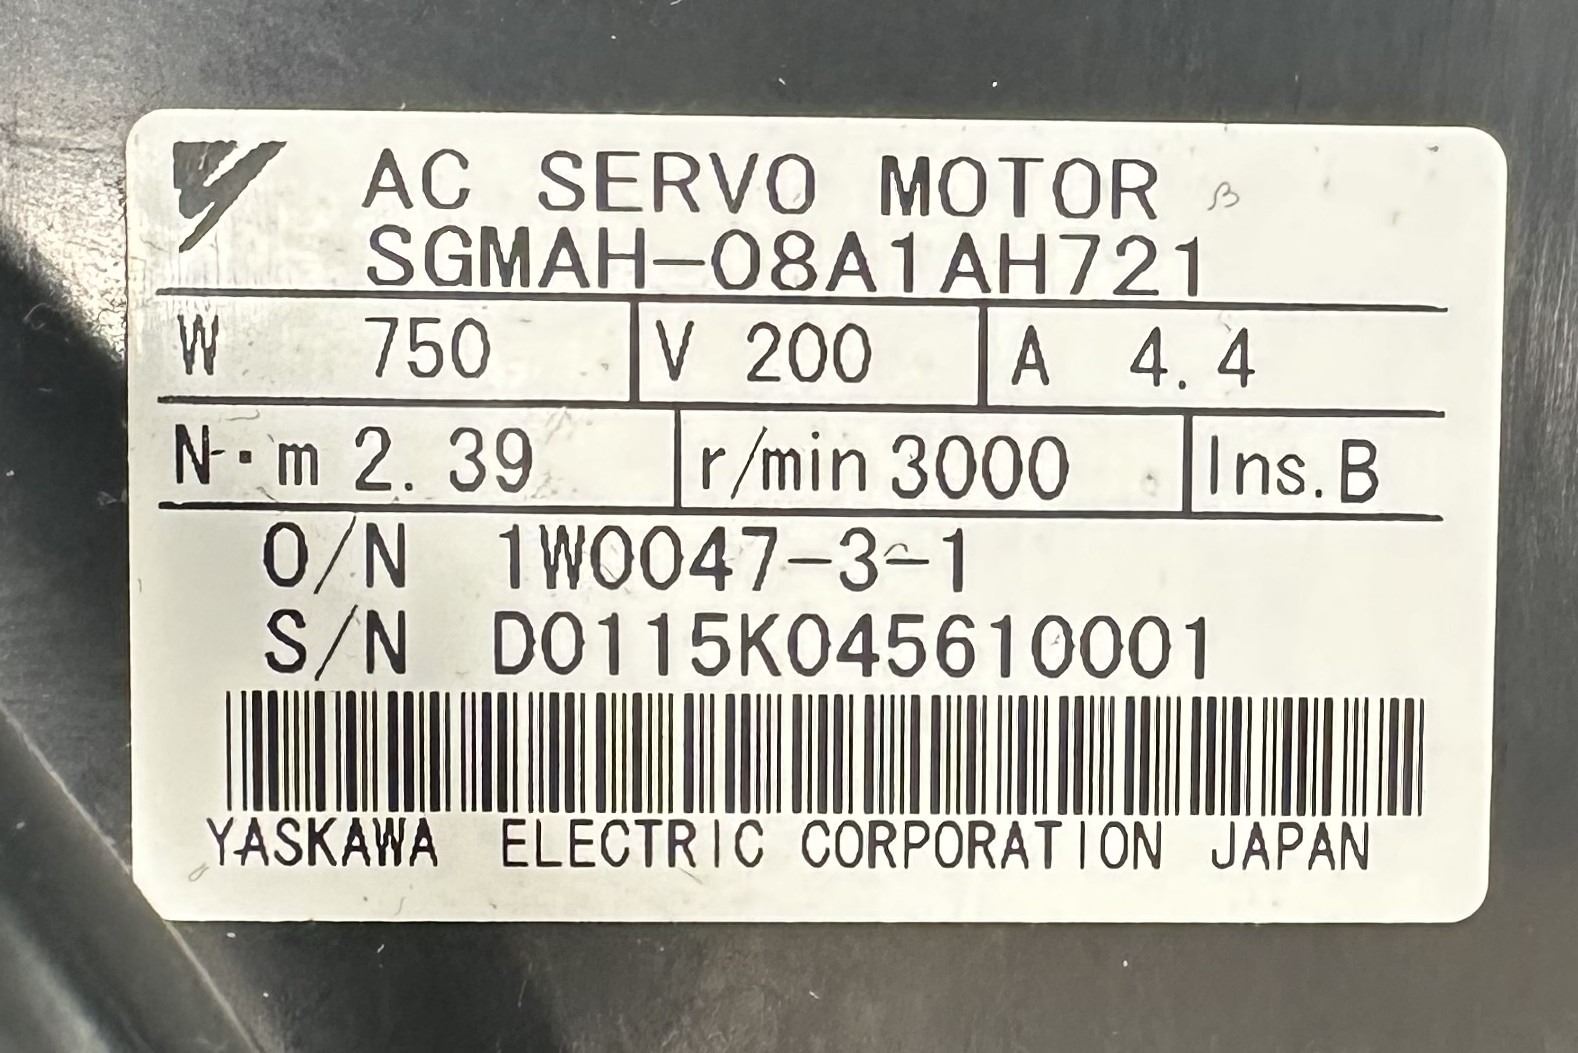 AC SERVO MOTOR
SGMAH-08A1AH721
W 750 V 200 A 4.4
N·m 2.39 r/min 3000 Ins.B
O/N 1W0047-3-1
S/N D0115K045610001
YASKAWA ELECTRIC CORPORATION JAPAN